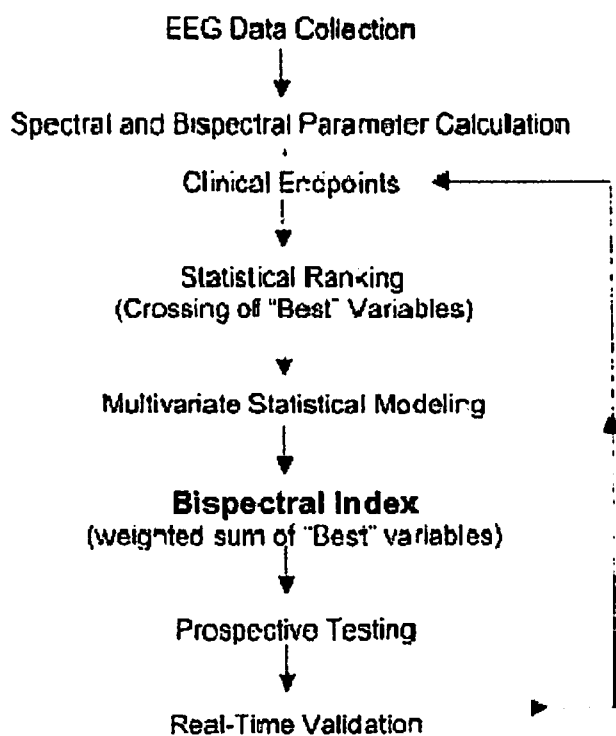 EEG Data Collection
Spectral and Bispectral Parameter Calculation
Clinical Endpoints
Statistical Ranking
(Crossing of "Best" Variables)
Multivariate Statistical Modeling
Bispectral Index
(weighted sum of "Best" variables)
Prospective Testing
Real-Time Validation